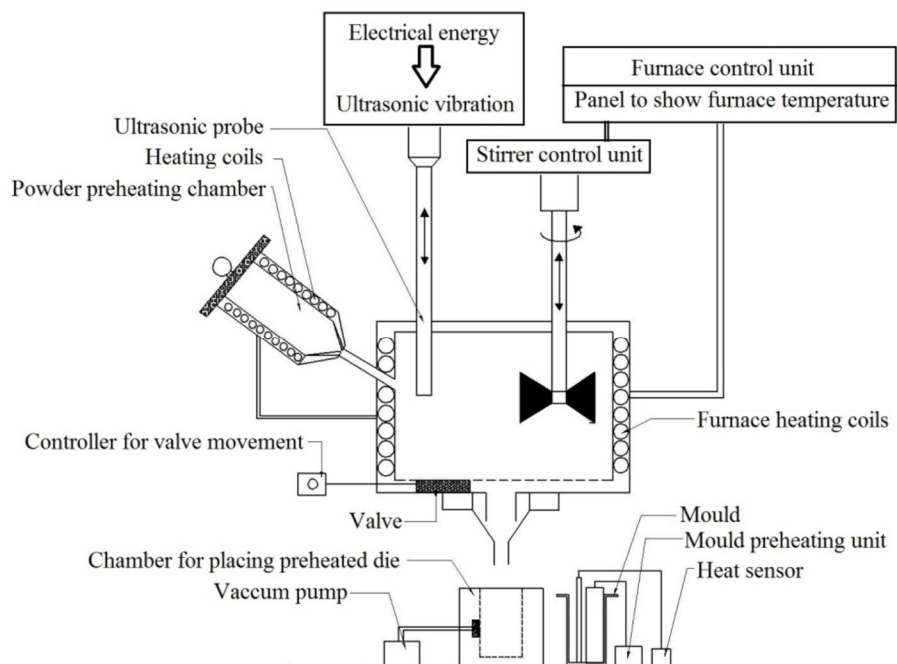 Electrical energy
Ultrasonic vibration
Furnace control unit
Panel to show furnace temperature
Stirrer control unit
Ultrasonic probe
Heating coils
Powder preheating chamber
Furnace heating coils
Controller for valve movement
Valve
Mould
Mould preheating unit
Heat sensor
Chamber for placing preheated die
Vaccum pump